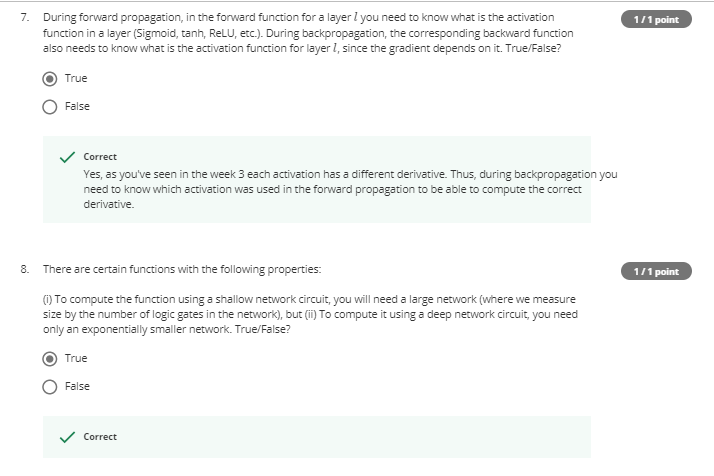 7. During forward propagation, in the forward function for a layer l you need to know what is the activation
1 / 1 point
function in a layer (Sigmoid, tanh, ReLU, etc.). During backpropagation, the corresponding backward function
also needs to know what is the activation function for layer l, since the gradient depends on it. True/False?
True
False
Correct
Yes, as you've seen in the week 3 each activation has a different derivative. Thus, during backpropagation you
need to know which activation was used in the forward propagation to be able to compute the correct
derivative.
8. There are certain functions with the following properties:
1 / 1 point
(i) To compute the function using a shallow network circuit, you will need a large network (where we measure
size by the number of logic gates in the network), but (ii) To compute it using a deep network circuit, you need
only an exponentially smaller network. True/False?
True
False
Correct